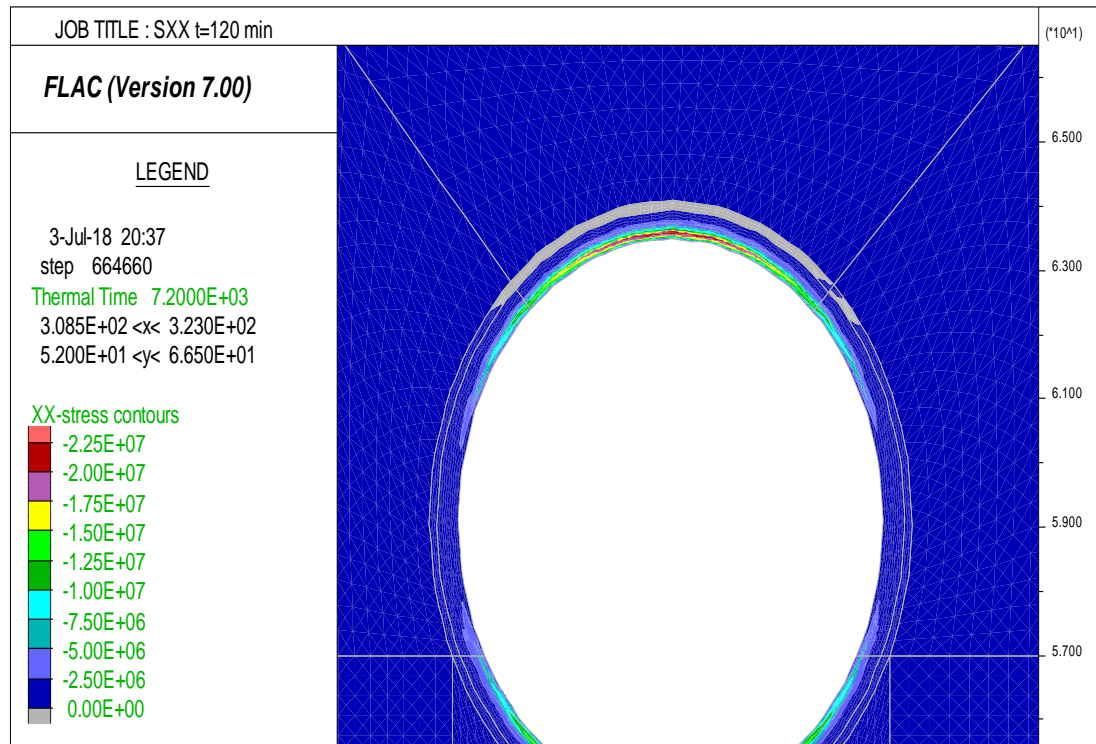 JOB TITLE : SXX t=120 min
FLAC (Version 7.00)
LEGEND
3-Jul-18 20:37
step 664660
Thermal Time 7.2000E+03
3.085E+02 <x< 3.230E+02
5.200E+01 <y< 6.650E+01
XX-stress contours
-2.25E+07
-2.00E+07
-1.75E+07
-1.50E+07
-1.25E+07
-1.00E+07
-7.50E+06
-5.00E+06
-2.50E+06
0.00E+00
(*10^1)
6.500
6.300
6.100
5.900
5.700